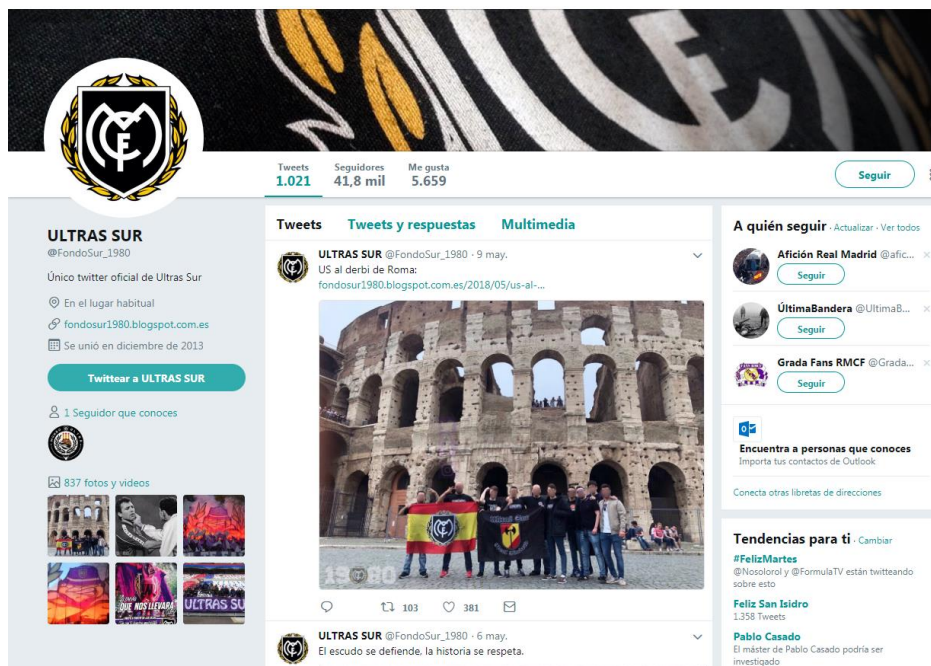 Tweets
1.021
Seguidores
41,8 mil
Me gusta
5.659
Seguir
ULTRAS SUR
@FondoSur_1980
Único twitter oficial de Ultras Sur
En el lugar habitual
fondosur1980.blogspot.com.es
Se unió en diciembre de 2013
Twittear a ULTRAS SUR
1 Seguidor que conoces
837 fotos y videos
QUE NOS LLEVARA
ULTRAS SU
Tweets Tweets y respuestas Multimedia
ULTRAS SUR @FondoSur_1980 · 9 may.
US al derbi de Roma:
fondosur1980.blogspot.com.es/2018/05/us-al-...
1980
103 381
ULTRAS SUR @FondoSur_1980 · 6 may.
El escudo se defiende, la historia se respeta.
A quién seguir · Actualizar · Ver todos
Afición Real Madrid @afic...
Seguir
ÚltimaBandera @UltimaB...
Seguir
Grada Fans RMCF @Grada...
Seguir
Encuentra a personas que conoces
Importa tus contactos de Outlook
Conecta otras libretas de direcciones
Tendencias para ti · Cambiar
#FelizMartes
@Nosolorol y @FormulaTV están twitteando
sobre esto
Feliz San Isidro
1.358 Tweets
Pablo Casado
El máster de Pablo Casado podría ser
investigado